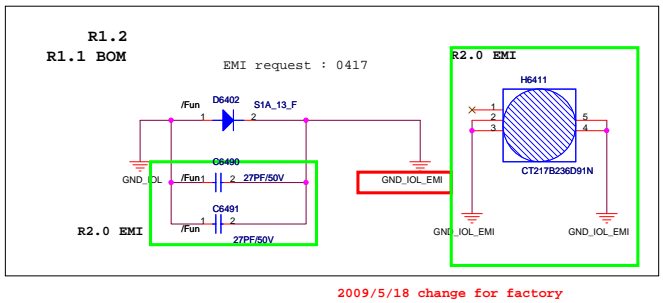 R1.2
R1.1 BOM
EMI request : 0417
R2.0 EMI
H6411
D6402
/Fun
1
2
S1A_13_F
1
2
3
5
4
GND_IOL
C6490
/Fun
1
2
27PF/50V
GND_IOL_EMI
CT217B236D91N
C6491
/Fun
1
2
27PF/50V
R2.0 EMI
GND_IOL_EMI
GND_IOL_EMI
2009/5/18 change for factory